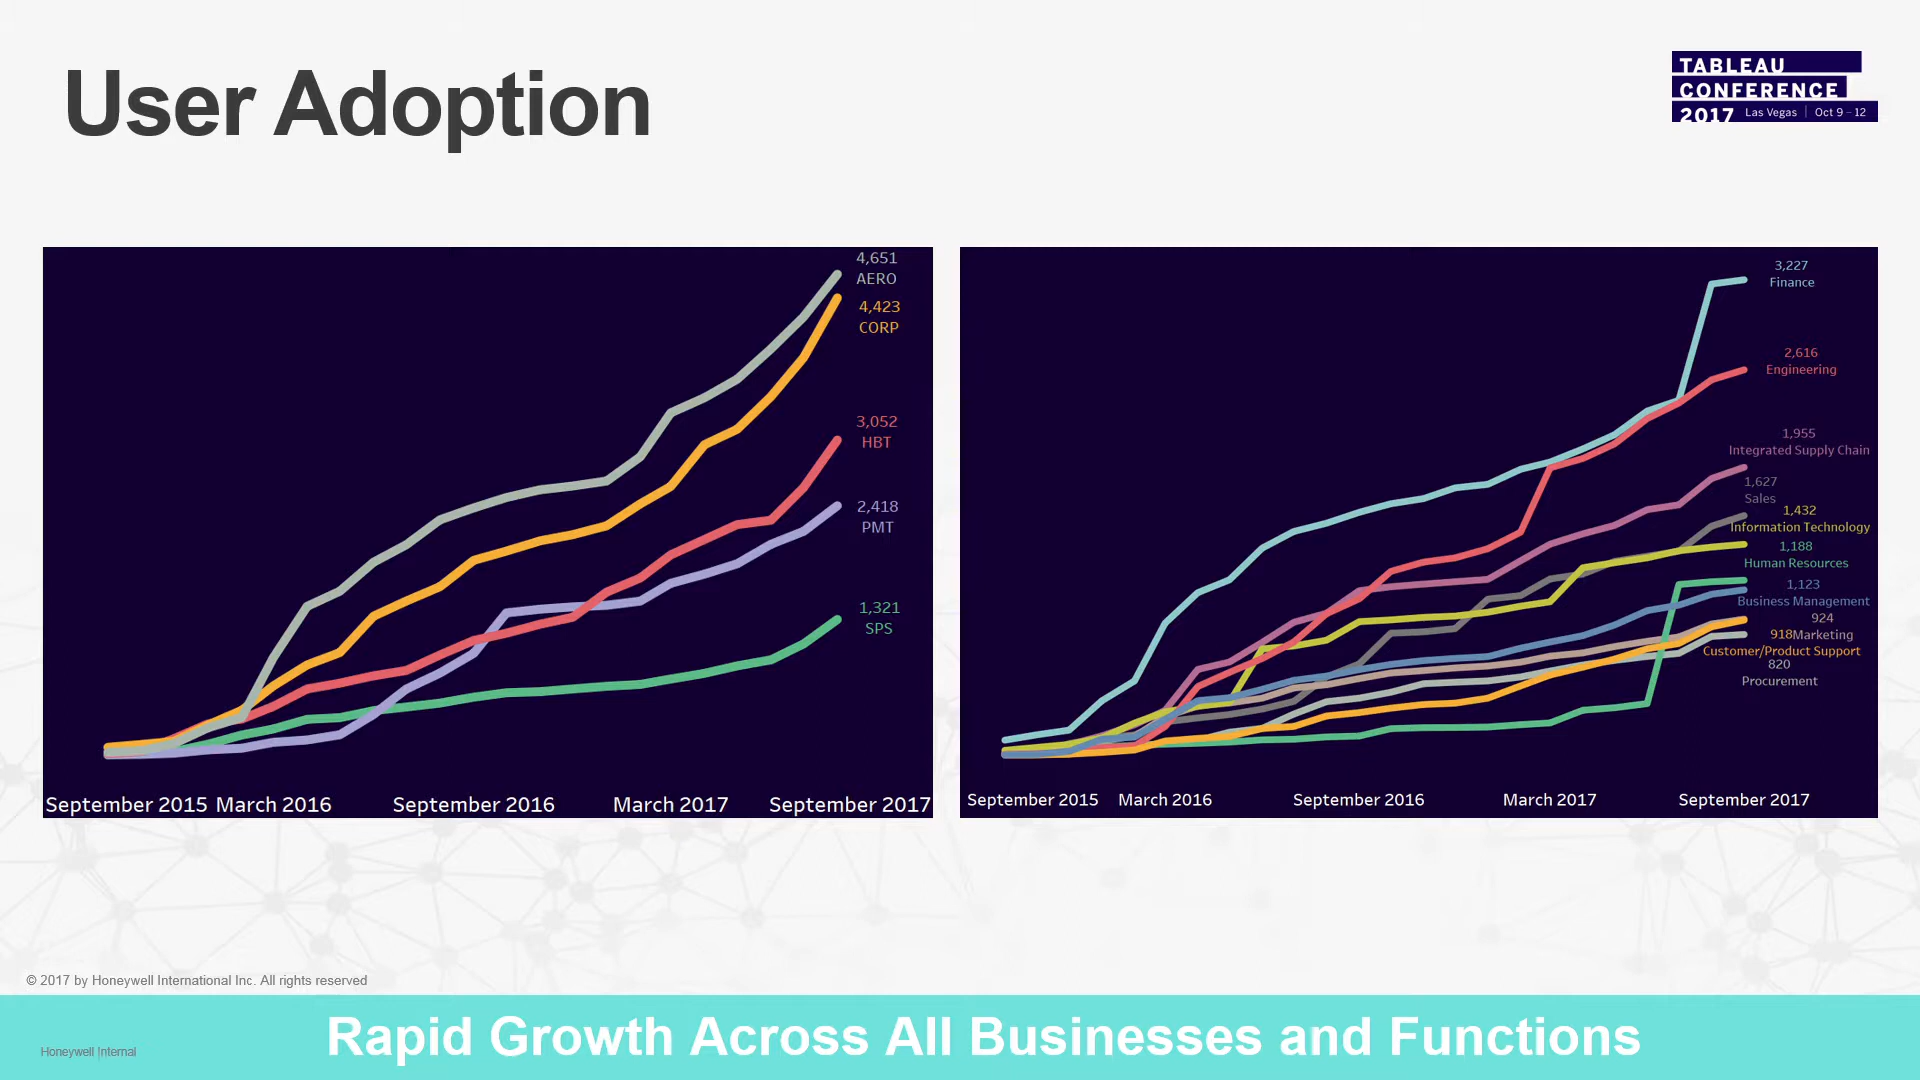 User Adoption
TABLEAU
CONFERENCE
2017 Las Vegas | Oct 9 – 12
4,651
AERO
4,423
CORP
3,052
HBT
2,418
PMT
1,321
SPS
September 2015 March 2016 September 2016 March 2017 September 2017
3,227
Finance
2,616
Engineering
1,955
Integrated Supply Chain
1,627
Sales
1,432
Information Technology
1,188
Human Resources
1,123
Business Management
924
918Marketing
Customer/Product Support
820
Procurement
September 2015 March 2016 September 2016 March 2017 September 2017
© 2017 by Honeywell International Inc. All rights reserved
Rapid Growth Across All Businesses and Functions
Honeywell Internal